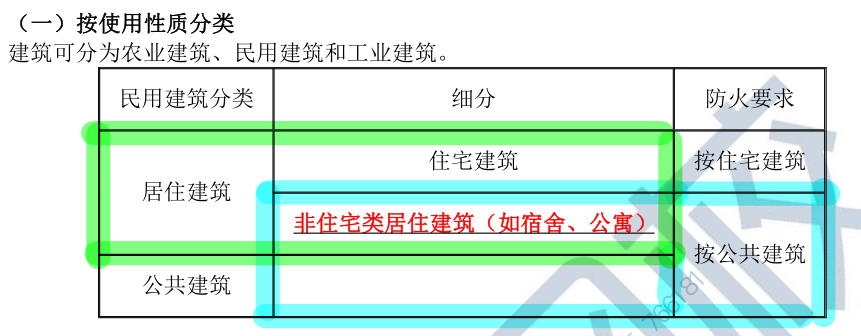 （一）按使用性质分类
建筑可分为农业建筑、民用建筑和工业建筑。
民用建筑分类 细分 防火要求
住宅建筑 按住宅建筑
居住建筑
非住宅类居住建筑（如宿舍、公寓）
按公共建筑
公共建筑
766181